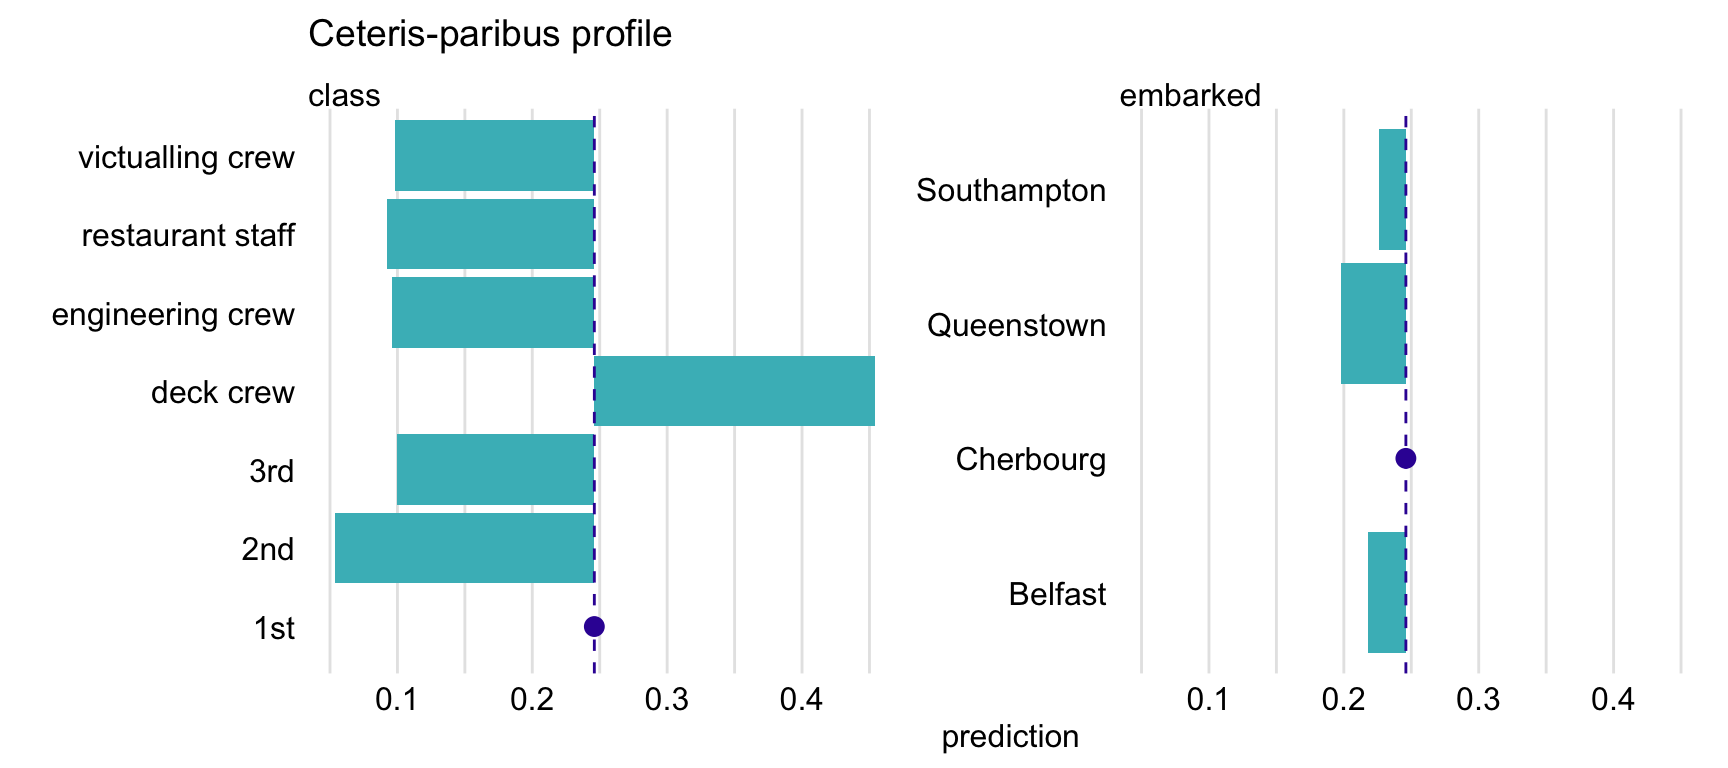 Ceteris-paribus profile
class
victualling crew
restaurant staff
engineering crew
deck crew
3rd
2nd
1st
0.1 0.2 0.3 0.4
embarked
Southampton
Queenstown
Cherbourg
Belfast
0.1 0.2 0.3 0.4
prediction